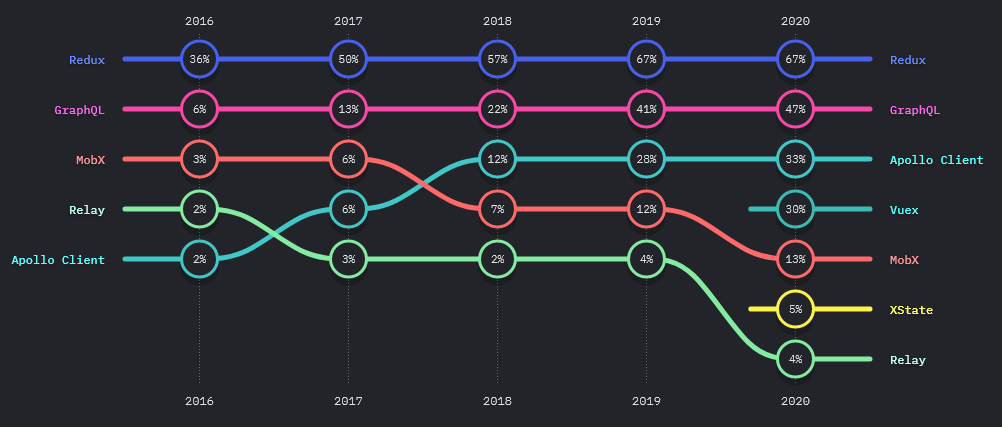 2016 2017 2018 2019 2020
Redux 36% 50% 57% 67% 67% Redux
GraphQL 6% 13% 22% 41% 47% GraphQL
MobX 3% 6% 12% 28% 33% Apollo Client
Relay 2% 6% 7% 12% 30% Vuex
Apollo Client 2% 3% 2% 4% 13% MobX
5% XState
4% Relay
2016 2017 2018 2019 2020